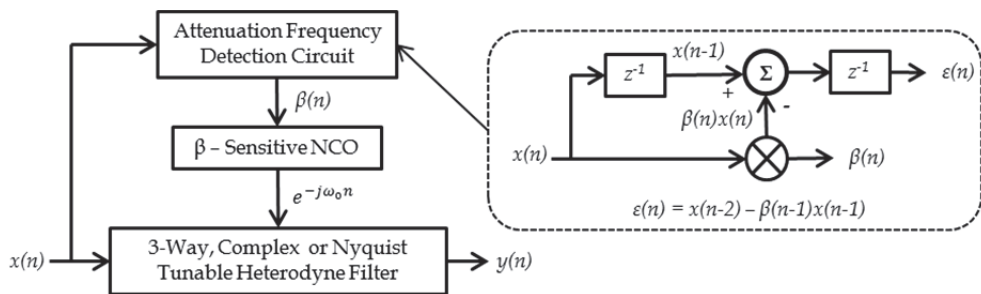 Attenuation Frequency
Detection Circuit
β(n)
β – Sensitive NCO
e^{-jω₀n}
x(n)
3-Way, Complex or Nyquist
Tunable Heterodyne Filter
y(n)
x(n-1)
z⁻¹
Σ
z⁻¹
ε(n)
+
-
β(n)x(n)
x(n)
β(n)
ε(n) = x(n-2) – β(n-1)x(n-1)